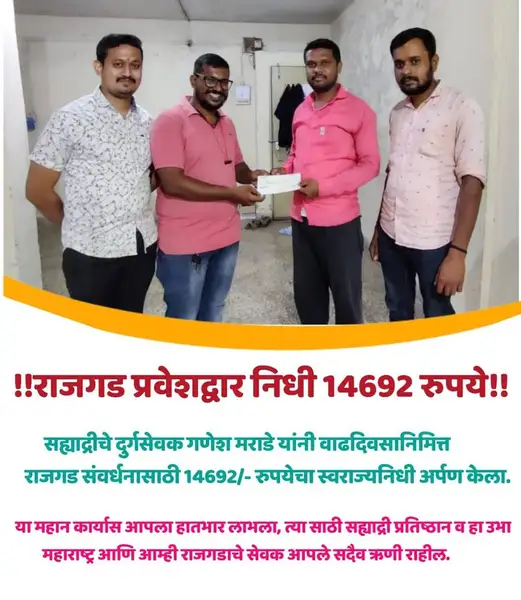 !!राजगड प्रवेशद्वार निधी 14692 रुपये!!
सह्याद्रीचे दुर्गसेवक गणेश मराडे यांनी वाढदिवसानिमित्त
राजगड संवर्धनासाठी 14692/- रुपयेचा स्वराज्यनिधी अर्पण केला.
या महान कार्यास आपला हातभार लाभला, त्या साठी सह्याद्री प्रतिष्ठान व हा उभा
महाराष्ट्र आणि आम्ही राजगडाचे सेवक आपले सदैव ऋणी राहील.